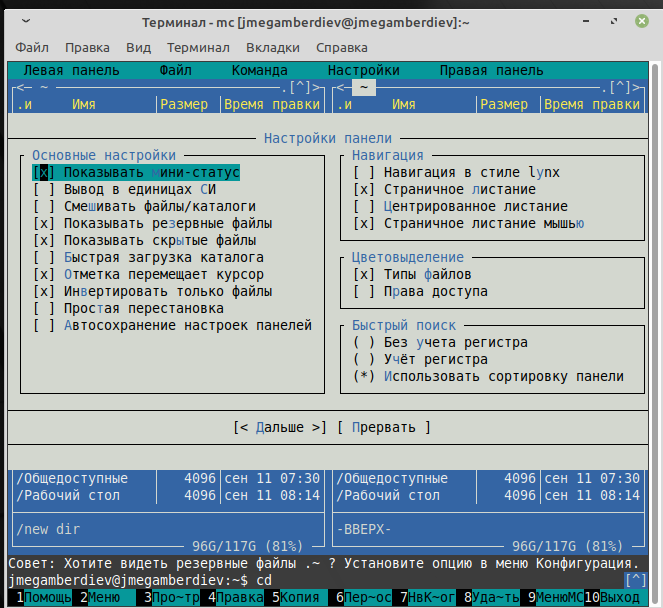 Терминал - mc [jmegamberdiev@jmegamberdiev]:~
Файл Правка Вид Терминал Вкладки Справка
Левая панель Файл Команда Настройки Правая панель
<— ~ .[^]> <— ~ .[^]>
.и Имя Размер Время правки .и Имя Размер Время правки
Настройки панели
Основные настройки
[x] Показывать мини-статус
[ ] Вывод в единицах СИ
[ ] Смешивать файлы/каталоги
[x] Показывать резервные файлы
[x] Показывать скрытые файлы
[ ] Быстрая загрузка каталога
[x] Отметка перемещает курсор
[x] Инвертировать только файлы
[ ] Простая перестановка
[ ] Автосохранение настроек панелей
Навигация
[ ] Навигация в стиле lynx
[x] Страничное листание
[ ] Центрированное листание
[x] Страничное листание мышью
Цветовыделение
[x] Типы файлов
[ ] Права доступа
Быстрый поиск
( ) Без учета регистра
( ) Учёт регистра
(*) Использовать сортировку панели
[< Дальше >] [ Прервать ]
/Общедоступные 4096 сен 11 07:30 /Общедоступные 4096 сен 11 07:30
/Рабочий стол 4096 сен 11 08:14 /Рабочий стол 4096 сен 11 08:14
/new dir -ВВЕРХ-
96G/117G (81%) 96G/117G (81%)
Совет: Хотите видеть резервные файлы .~ ? Установите опцию в меню Конфигурация.
jmegamberdiev@jmegamberdiev:~$ cd [^]
1Помощь 2Меню 3Про~тр 4Правка 5Копия 6Пер~ос 7НвК~ог 8Уда~ть 9МенюМС 10Выход